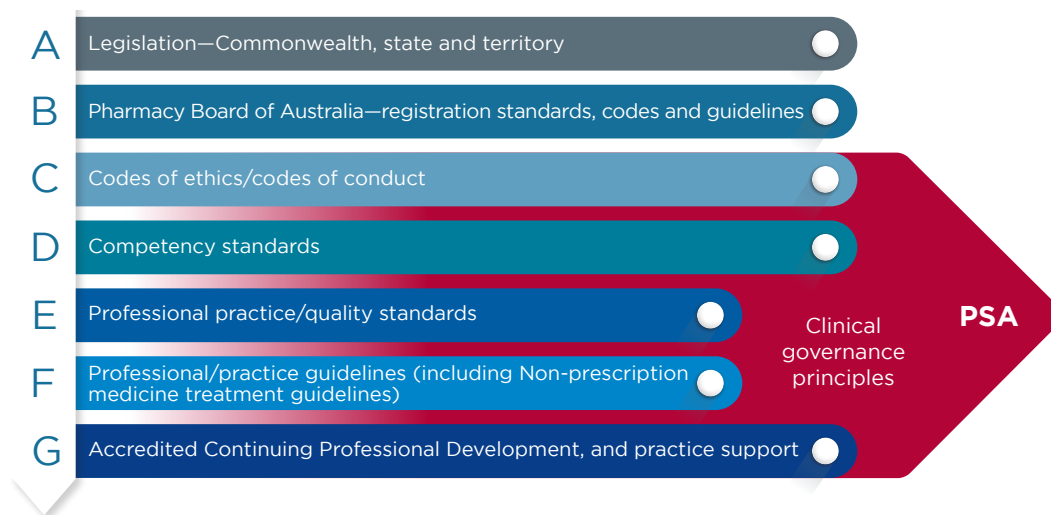 A
Legislation—Commonwealth, state and territory
B
Pharmacy Board of Australia—registration standards, codes and guidelines
C
Codes of ethics/codes of conduct
D
Competency standards
E
Professional practice/quality standards
F
Professional/practice guidelines (including Non-prescription
medicine treatment guidelines)
G
Accredited Continuing Professional Development, and practice support
Clinical
governance
principles
PSA